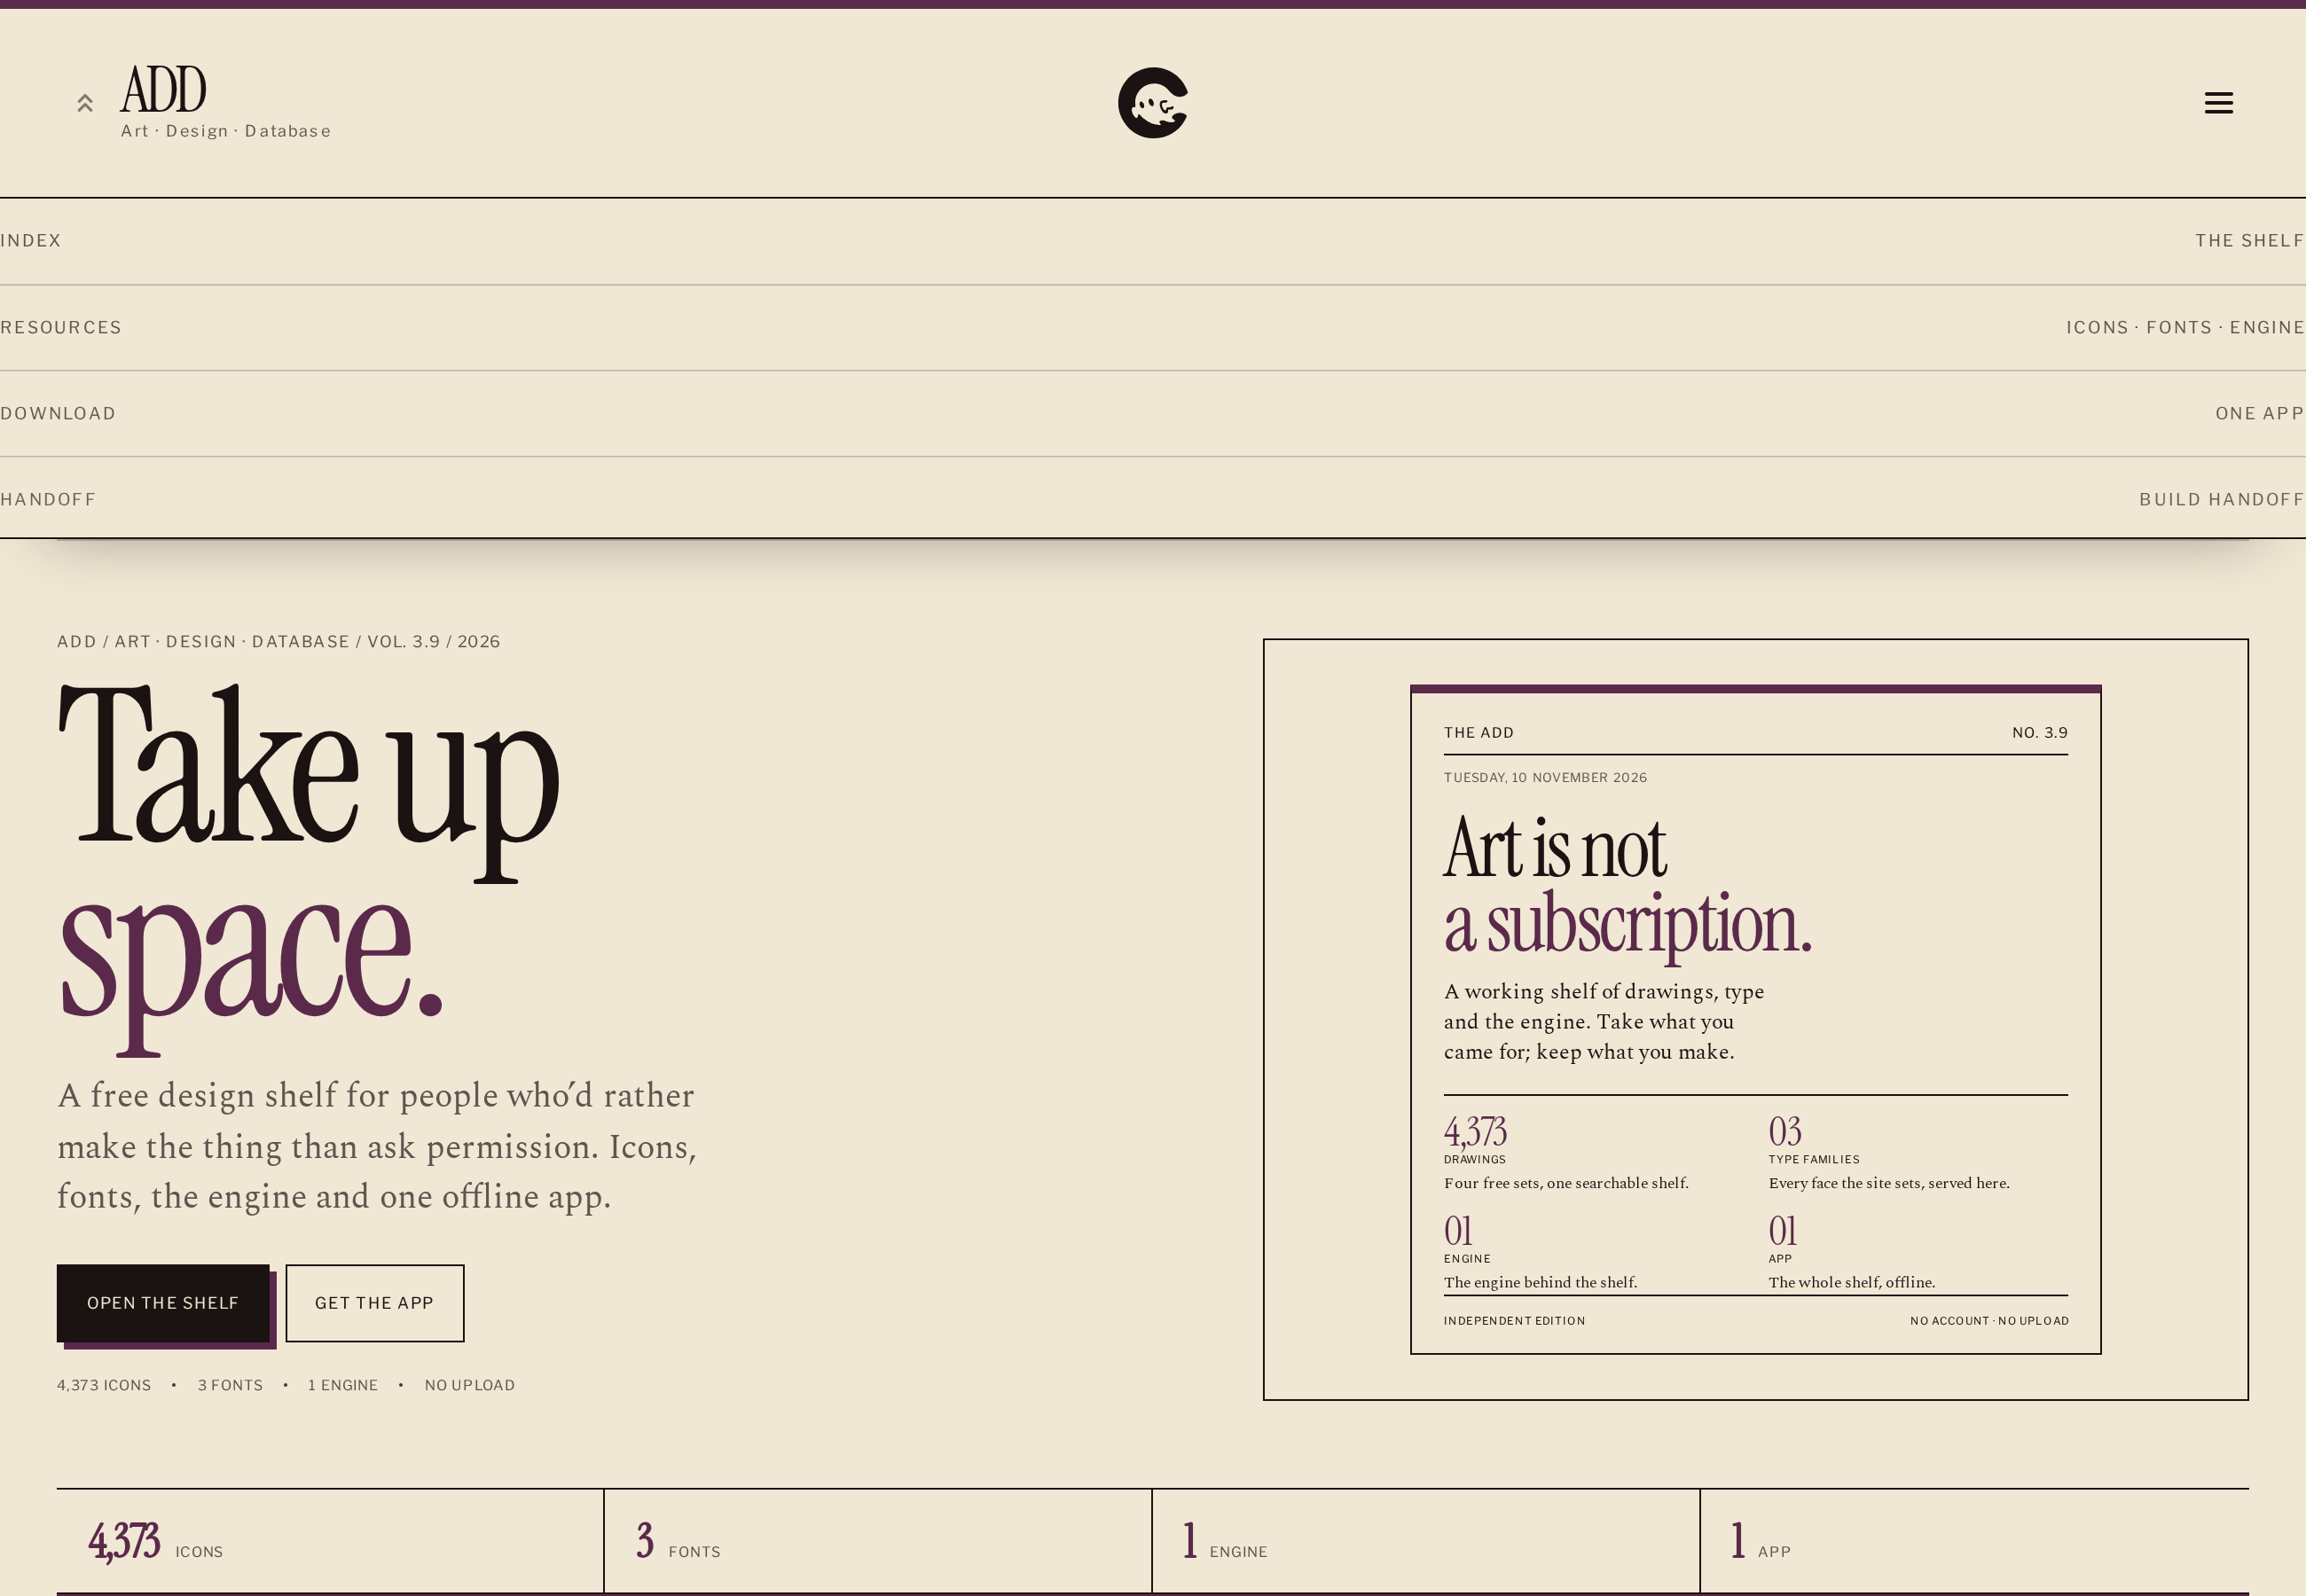 ADD
Art · Design · Database
INDEX THE SHELF
RESOURCES ICONS · FONTS · ENGINE
DOWNLOAD ONE APP
HANDOFF BUILD HANDOFF
ADD / ART · DESIGN · DATABASE / VOL. 3.9 / 2026
Take up
space.
A free design shelf for people who’d rather
make the thing than ask permission. Icons,
fonts, the engine and one offline app.
OPEN THE SHELF GET THE APP
4,373 ICONS • 3 FONTS • 1 ENGINE • NO UPLOAD
THE ADD NO. 3.9
TUESDAY, 10 NOVEMBER 2026
Art is not
a subscription.
A working shelf of drawings, type
and the engine. Take what you
came for; keep what you make.
4,373 03
DRAWINGS TYPE FAMILIES
Four free sets, one searchable shelf. Every face the site sets, served here.
01 01
ENGINE APP
The engine behind the shelf. The whole shelf, offline.
INDEPENDENT EDITION NO ACCOUNT · NO UPLOAD
4,373 ICONS 3 FONTS 1 ENGINE 1 APP